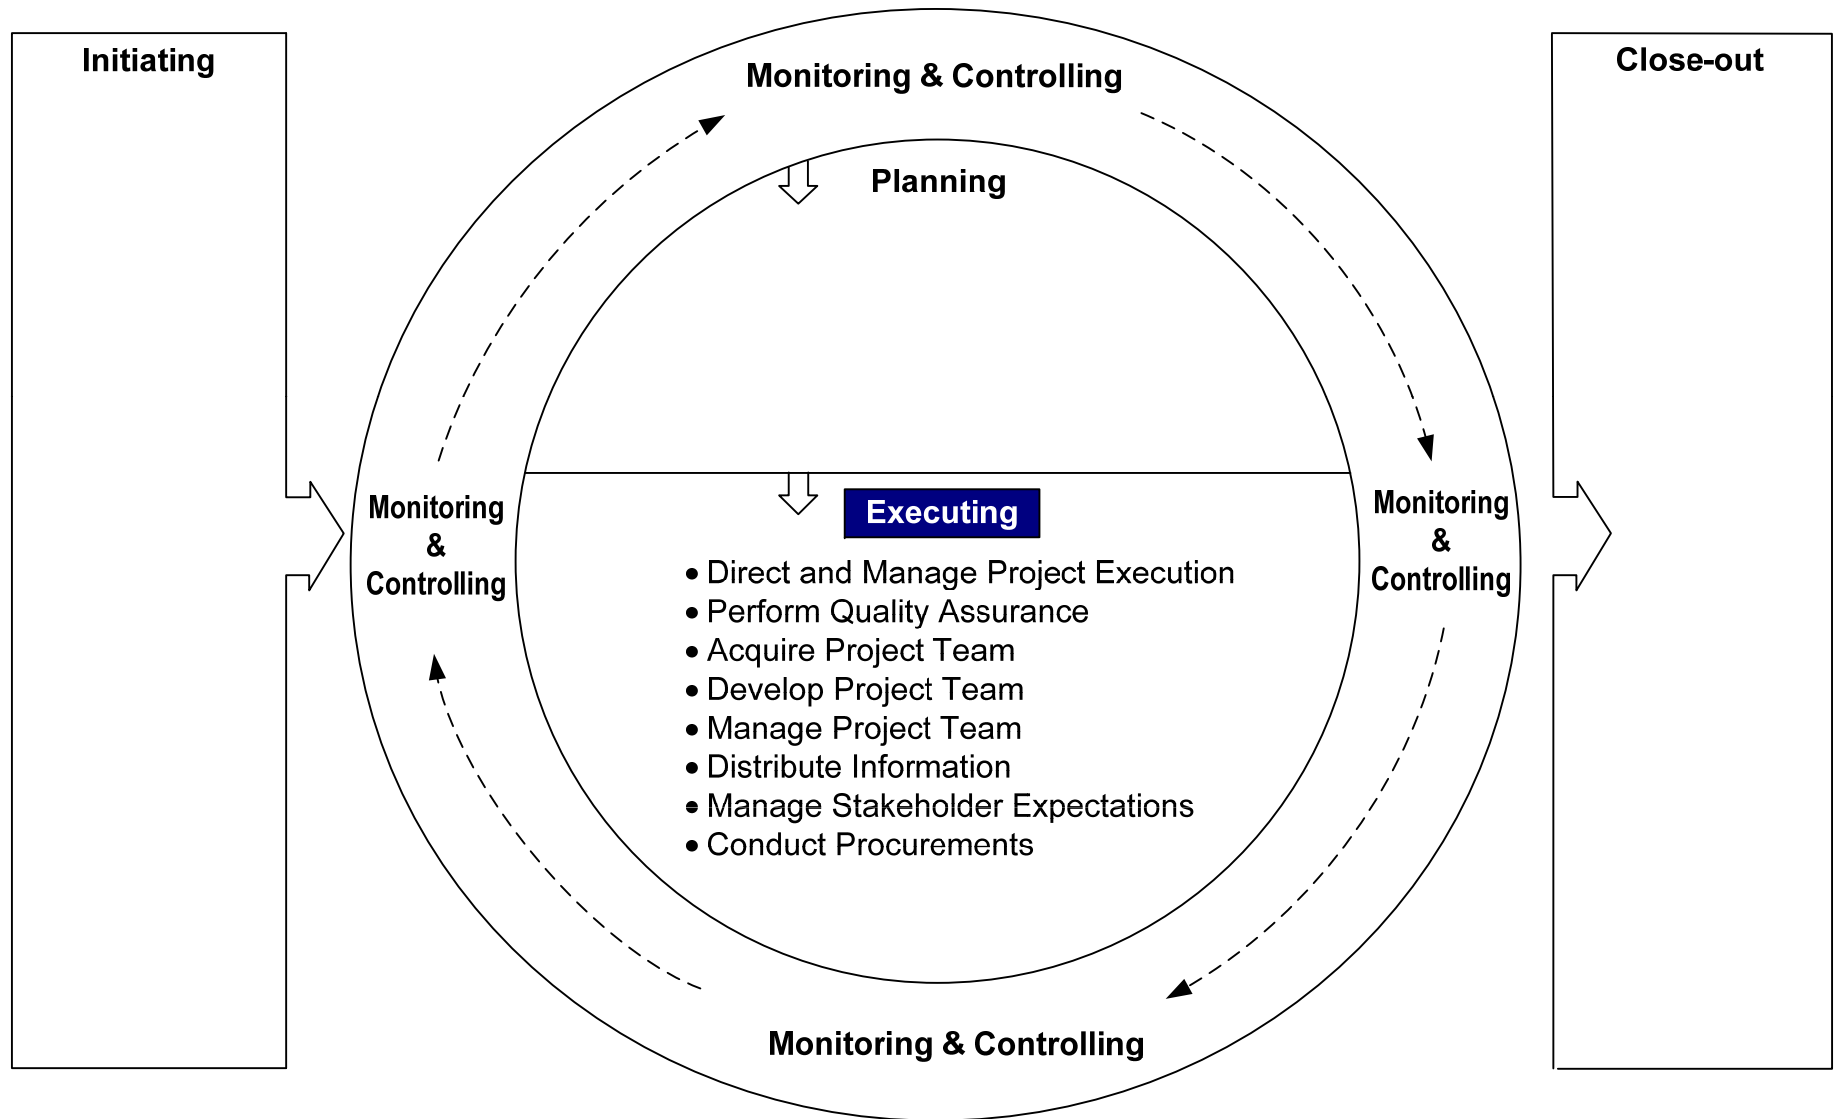 Initiating
Monitoring & Controlling
Close-out
Planning
Monitoring
&
Controlling
Executing
• Direct and Manage Project Execution
• Perform Quality Assurance
• Acquire Project Team
• Develop Project Team
• Manage Project Team
• Distribute Information
• Manage Stakeholder Expectations
• Conduct Procurements
Monitoring
&
Controlling
Monitoring & Controlling